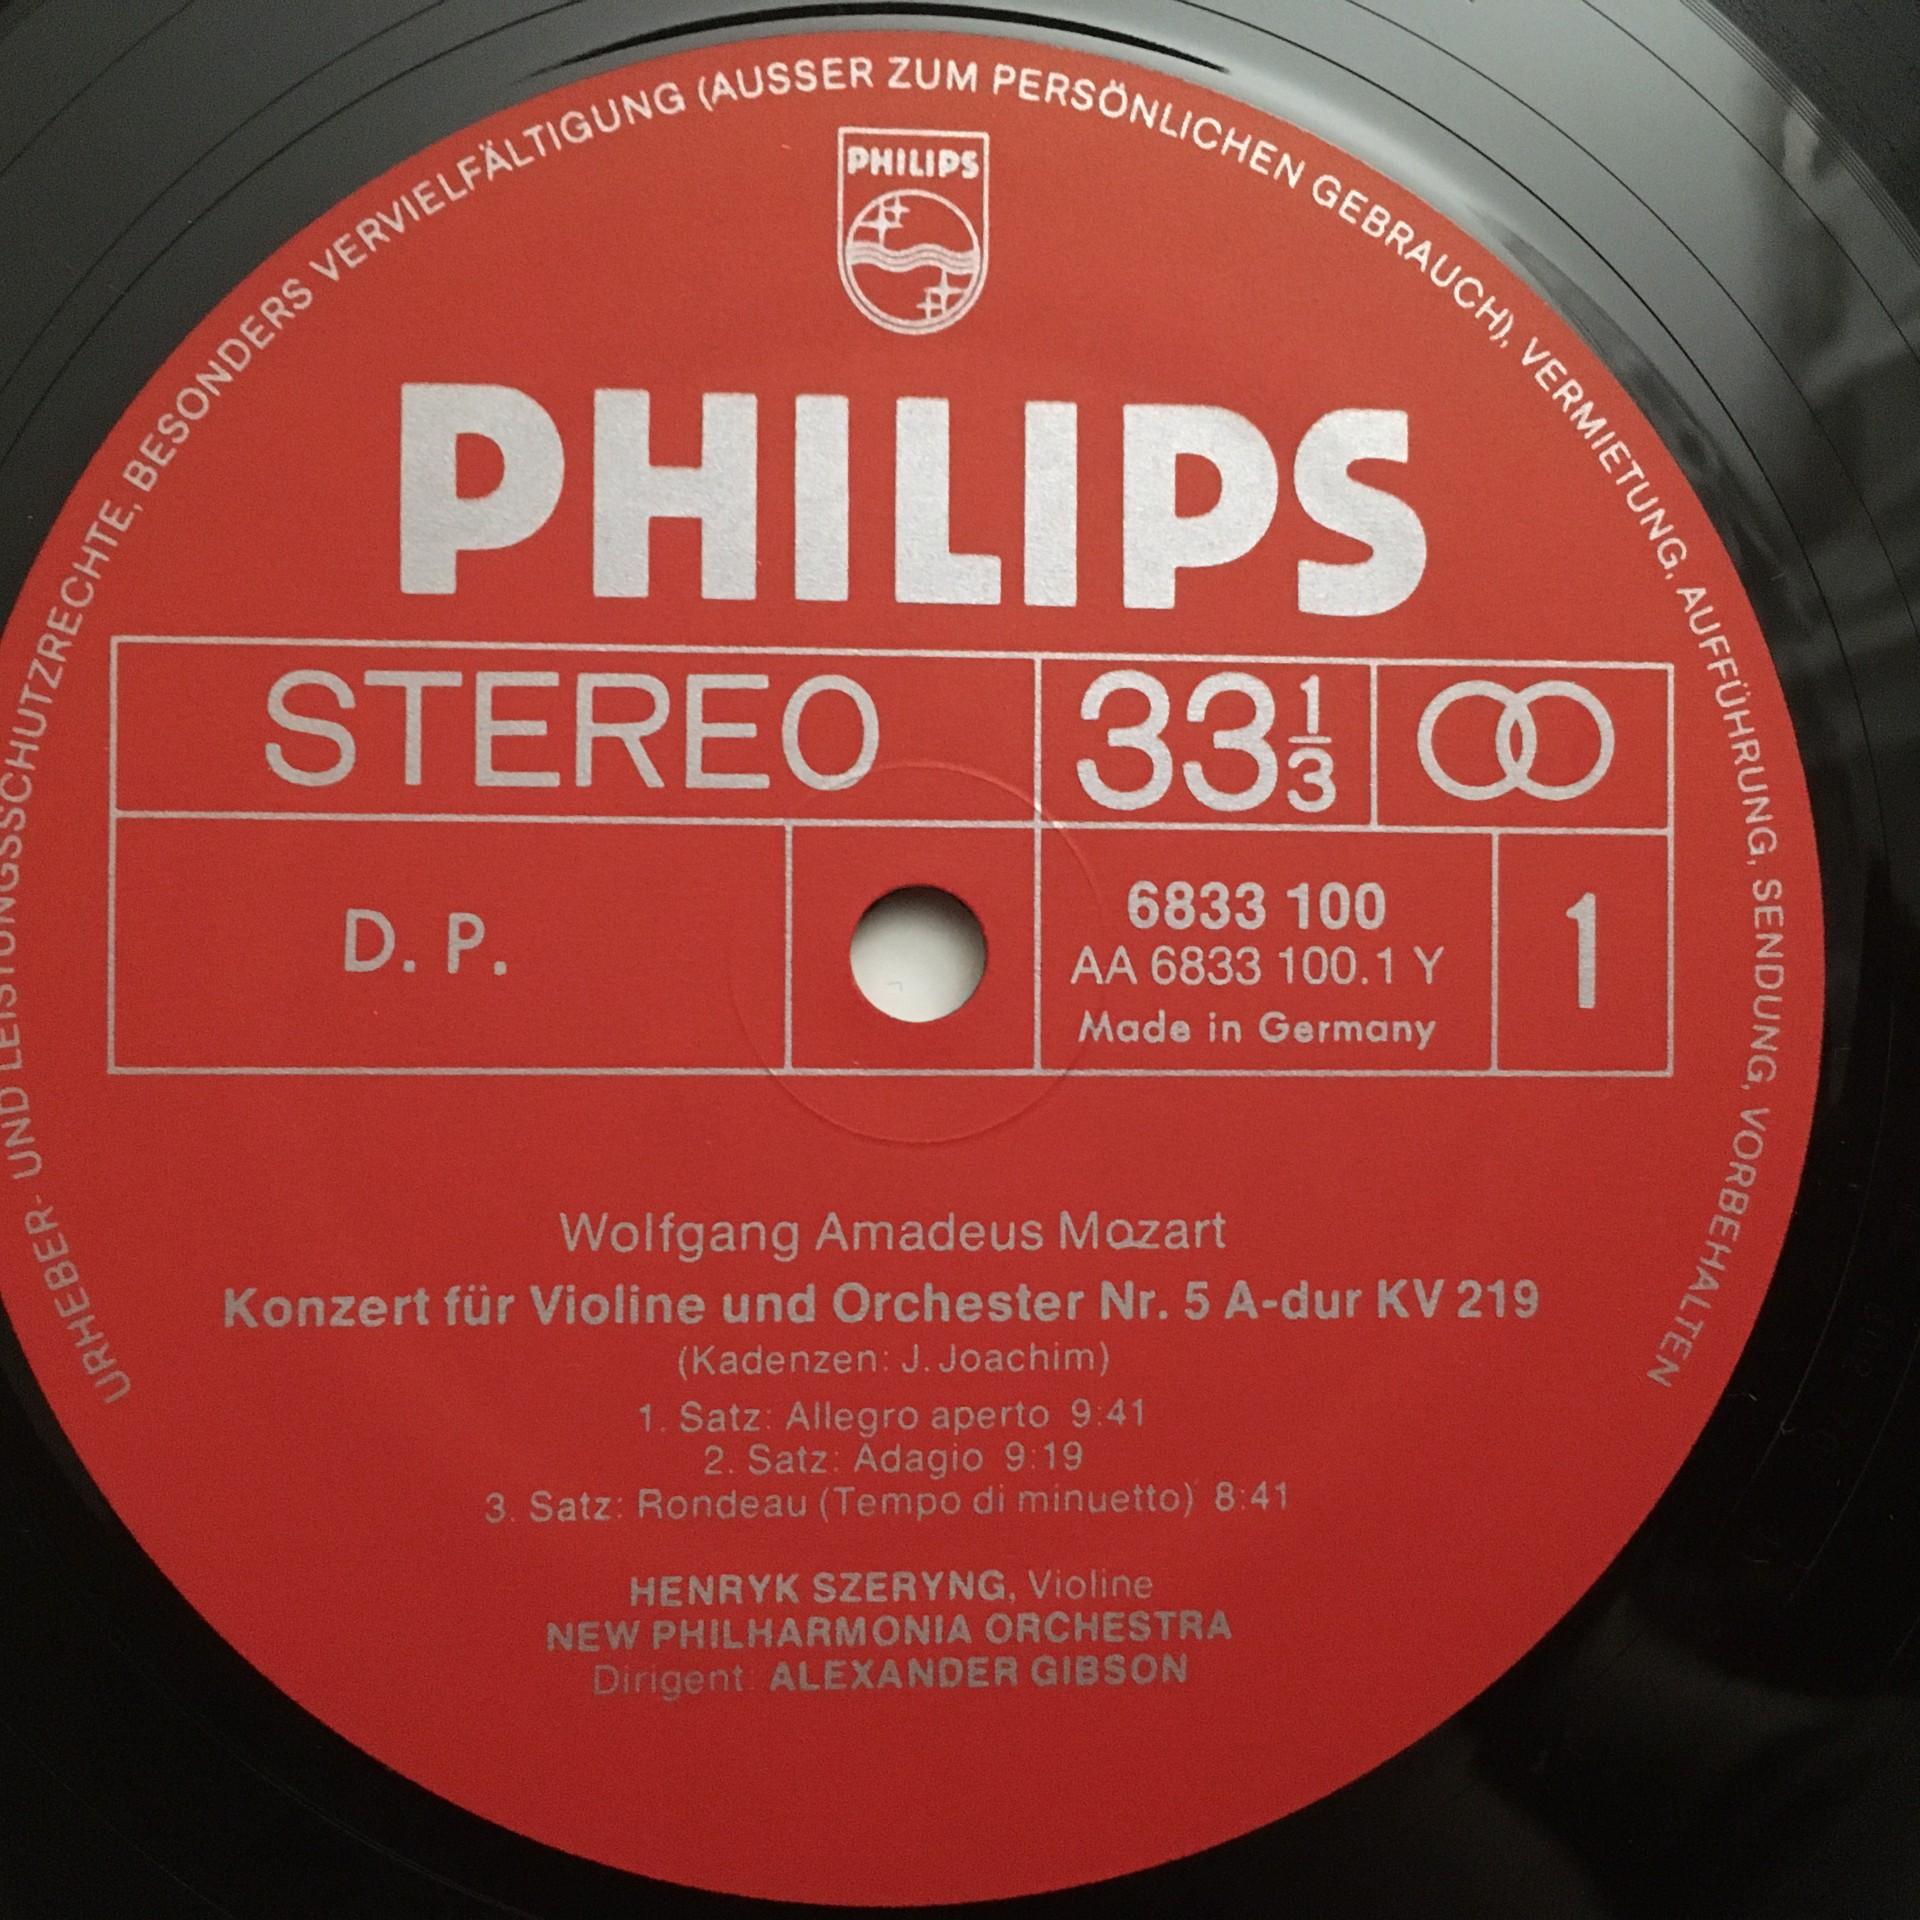 URHEBER- UND LEISTUNGSSCHUTZRECHTE, BESONDERS VERVIELFÄLTIGUNG (AUSSER ZUM PERSÖNLICHEN GEBRAUCH), VERMIETUNG, AUFFÜHRUNG, SENDUNG, VORBEHALTEN
PHILIPS
PHILIPS
STEREO 33 1/3
D. P.
6833 100
AA 6833 100.1 Y
Made in Germany
1
Wolfgang Amadeus Mozart
Konzert für Violine und Orchester Nr. 5 A-dur KV 219
(Kadenzen: J. Joachim)
1. Satz: Allegro aperto 9:41
2. Satz: Adagio 9:19
3. Satz: Rondeau (Tempo di minuetto) 8:41
HENRYK SZERYNG, Violine
NEW PHILHARMONIA ORCHESTRA
Dirigent: ALEXANDER GIBSON